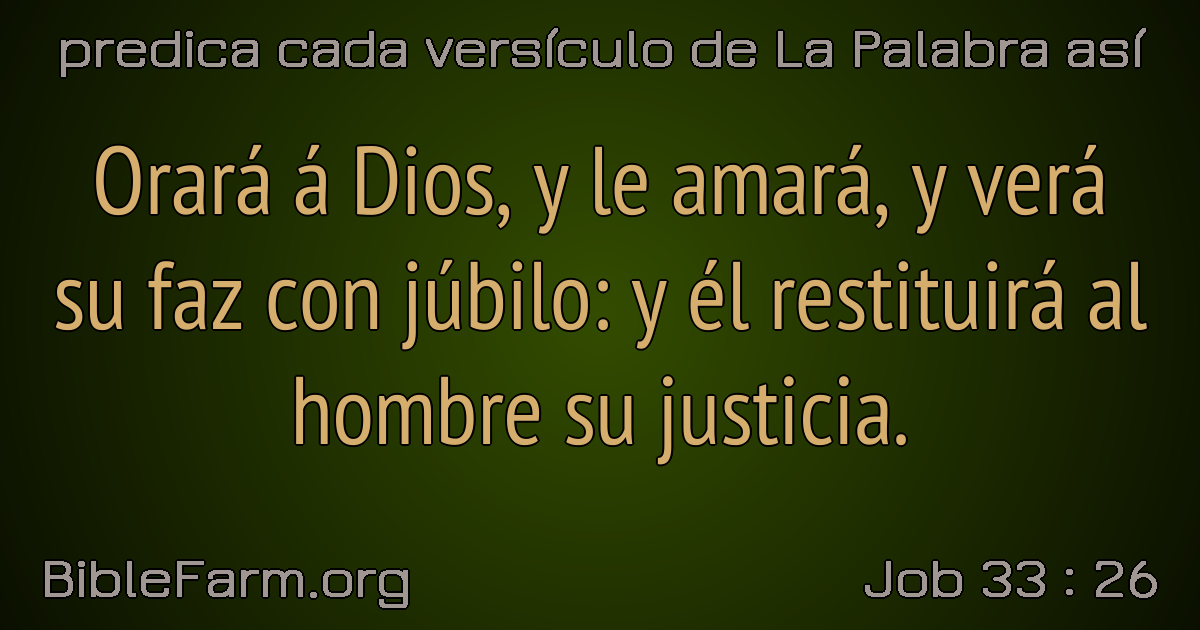 predica cada versículo de La Palabra así
Orará á Dios, y le amará, y verá
su faz con júbilo: y él restituirá al
hombre su justicia.
BibleFarm.org
Job 33 : 26